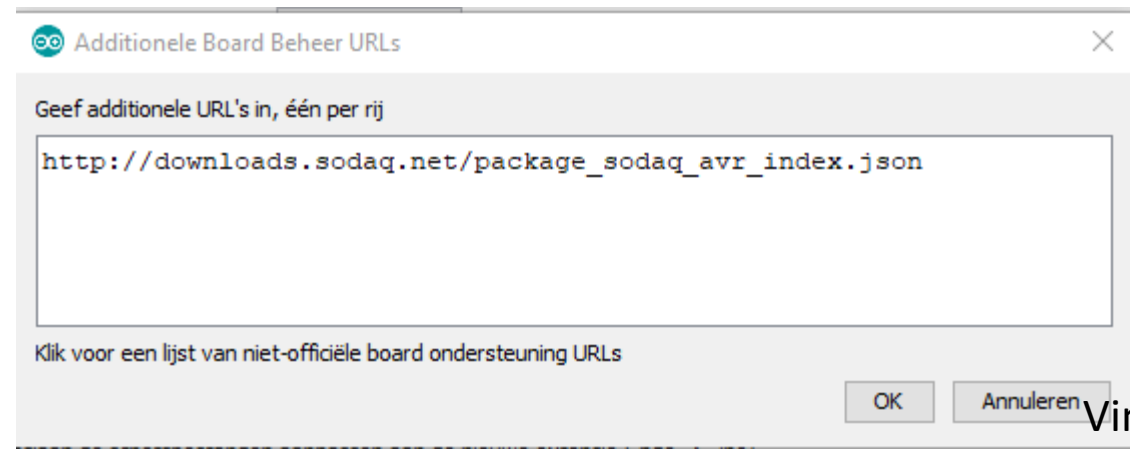 Additionele Board Beheer URLs
Geef additionele URL's in, één per rij
http://downloads.sodaq.net/package_sodaq_avr_index.json
Klik voor een lijst van niet-officiële board ondersteuning URLs
OK Annuleren